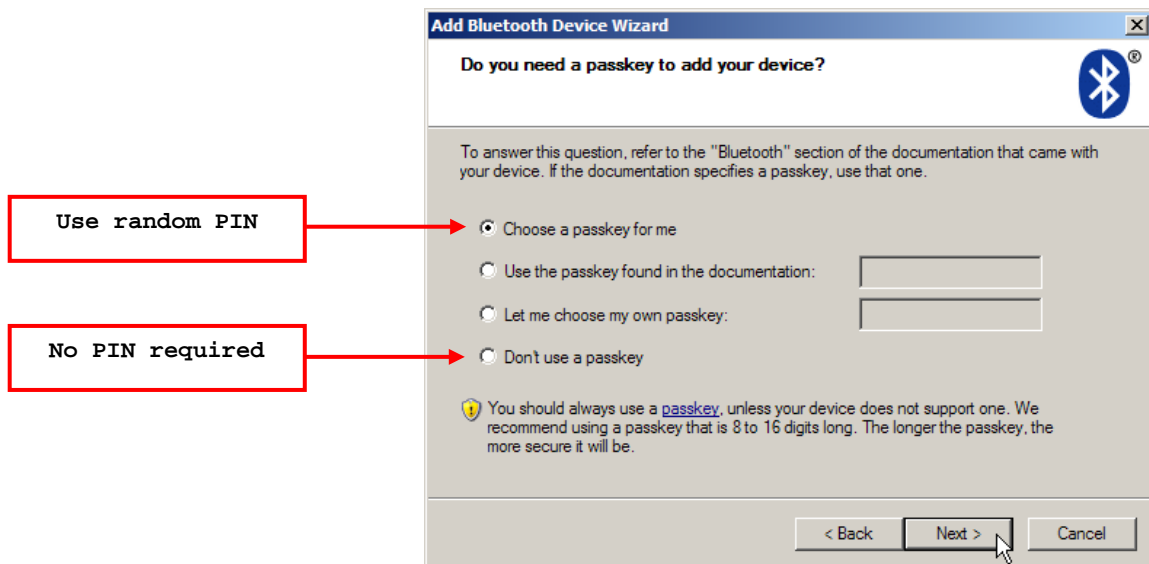 Add Bluetooth Device Wizard
Do you need a passkey to add your device?
®
To answer this question, refer to the "Bluetooth" section of the documentation that came with
your device. If the documentation specifies a passkey, use that one.
Use random PIN
Choose a passkey for me
Use the passkey found in the documentation:
Let me choose my own passkey:
No PIN required
Don't use a passkey
You should always use a passkey, unless your device does not support one. We
recommend using a passkey that is 8 to 16 digits long. The longer the passkey, the
more secure it will be.
< Back Next > Cancel